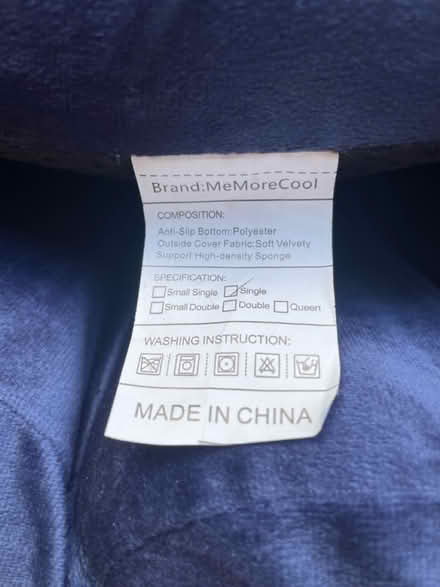 Brand:MeMoreCool
COMPOSITION:
Anti-Slip Bottom:Polyester
Outside Cover Fabric:Soft Velvety
Support High-density Sponge
SPECIFICATION:
Small Single Single
Small Double Double Queen
WASHING INSTRUCTION:
MADE IN CHINA